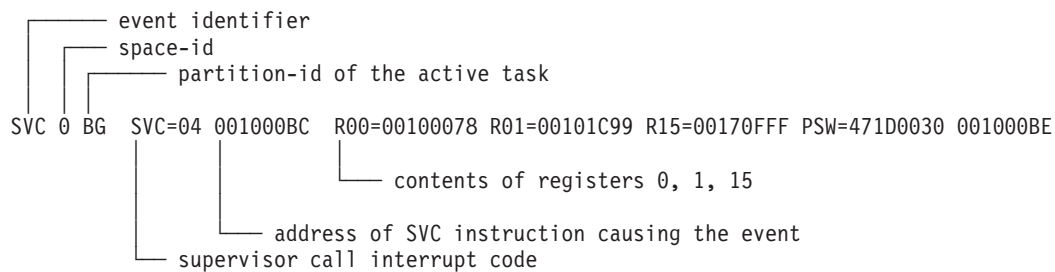 event identifier
space-id
partition-id of the active task
SVC 0 BG SVC=04 001000BC R00=00100078 R01=00101C99 R15=00170FFF PSW=471D0030 001000BE
contents of registers 0, 1, 15
address of SVC instruction causing the event
supervisor call interrupt code